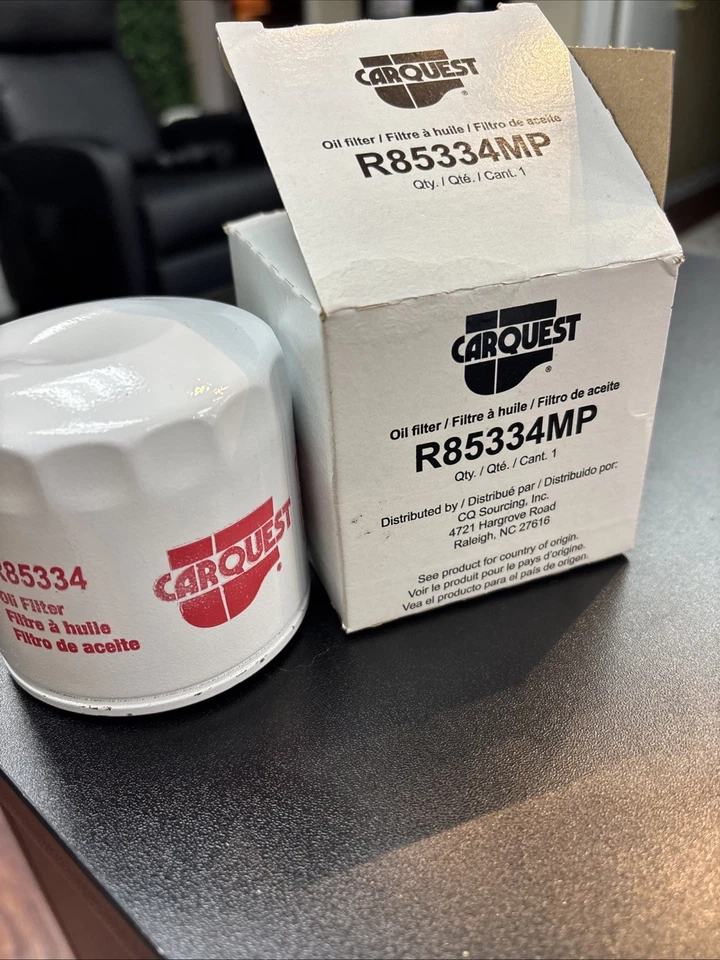 CARQUEST
Oil filter / Filtre à huile / Filtro de aceite
R85334MP
Qty. / Qté. / Cant. 1
CARQUEST
®
Oil filter / Filtre à huile / Filtro de aceite
R85334MP
Qty. / Qté. / Cant. 1
Distributed by / Distribué par / Distribuido por:
CQ Sourcing, Inc.
4721 Hargrove Road
Raleigh, NC 27616
See product for country of origin.
Voir le produit pour le pays d'origine.
Vea el producto para el país de origen.
CARQUEST
R85334
Oil Filter
Filtre à huile
Filtro de aceite